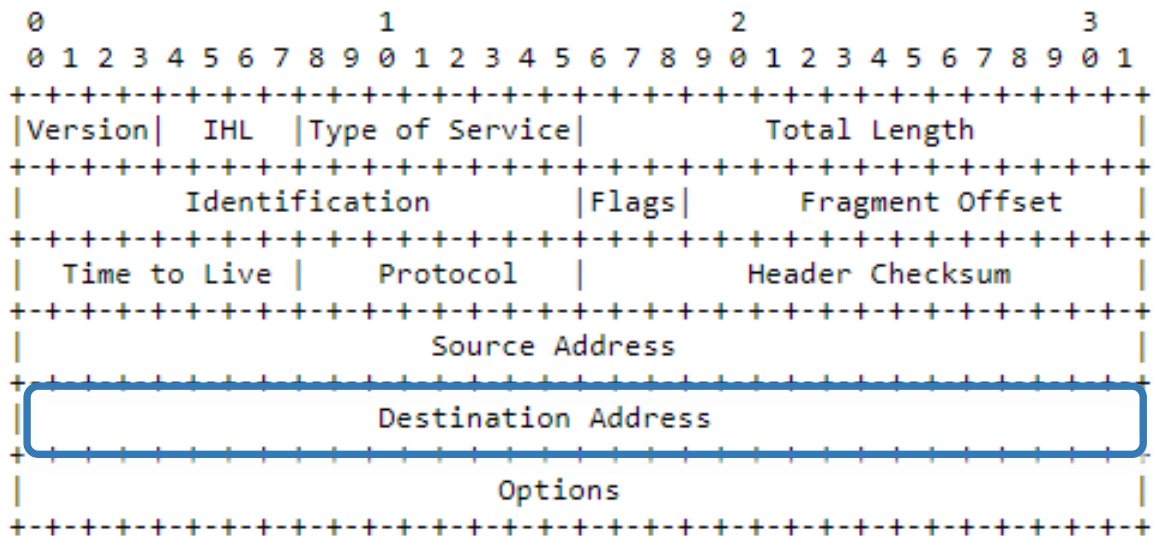 0                   1                   2                   3
 0 1 2 3 4 5 6 7 8 9 0 1 2 3 4 5 6 7 8 9 0 1 2 3 4 5 6 7 8 9 0 1
+-+-+-+-+-+-+-+-+-+-+-+-+-+-+-+-+-+-+-+-+-+-+-+-+-+-+-+-+-+-+-+-+
|Version|  IHL  |Type of Service|          Total Length         |
+-+-+-+-+-+-+-+-+-+-+-+-+-+-+-+-+-+-+-+-+-+-+-+-+-+-+-+-+-+-+-+-+
|         Identification        |Flags|      Fragment Offset    |
+-+-+-+-+-+-+-+-+-+-+-+-+-+-+-+-+-+-+-+-+-+-+-+-+-+-+-+-+-+-+-+-+
|  Time to Live |    Protocol   |         Header Checksum       |
+-+-+-+-+-+-+-+-+-+-+-+-+-+-+-+-+-+-+-+-+-+-+-+-+-+-+-+-+-+-+-+-+
|                       Source Address                          |
+-+-+-+-+-+-+-+-+-+-+-+-+-+-+-+-+-+-+-+-+-+-+-+-+-+-+-+-+-+-+-+-+
|                    Destination Address                        |
+-+-+-+-+-+-+-+-+-+-+-+-+-+-+-+-+-+-+-+-+-+-+-+-+-+-+-+-+-+-+-+-+
|                           Options                             |
+-+-+-+-+-+-+-+-+-+-+-+-+-+-+-+-+-+-+-+-+-+-+-+-+-+-+-+-+-+-+-+-+